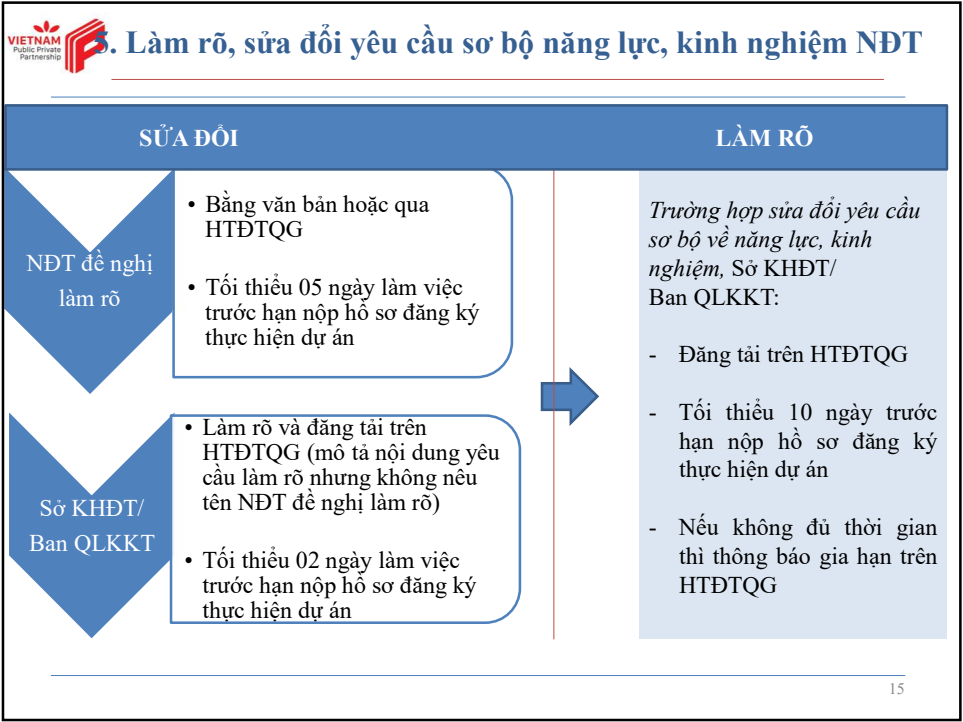 VIETNAM
Public Private
Partnership
5. Làm rõ, sửa đổi yêu cầu sơ bộ năng lực, kinh nghiệm NĐT
SỬA ĐỔI
LÀM RÕ
NĐT đề nghị
làm rõ
• Bằng văn bản hoặc qua
HTĐTQG
• Tối thiểu 05 ngày làm việc
trước hạn nộp hồ sơ đăng ký
thực hiện dự án
Sở KHĐT/
Ban QLKKT
• Làm rõ và đăng tải trên
HTĐTQG (mô tả nội dung yêu
cầu làm rõ nhưng không nêu
tên NĐT đề nghị làm rõ)
• Tối thiểu 02 ngày làm việc
trước hạn nộp hồ sơ đăng ký
thực hiện dự án
Trường hợp sửa đổi yêu cầu
sơ bộ về năng lực, kinh
nghiệm, Sở KHĐT/
Ban QLKKT:
- Đăng tải trên HTĐTQG
- Tối thiểu 10 ngày trước
hạn nộp hồ sơ đăng ký
thực hiện dự án
- Nếu không đủ thời gian
thì thông báo gia hạn trên
HTĐTQG
15